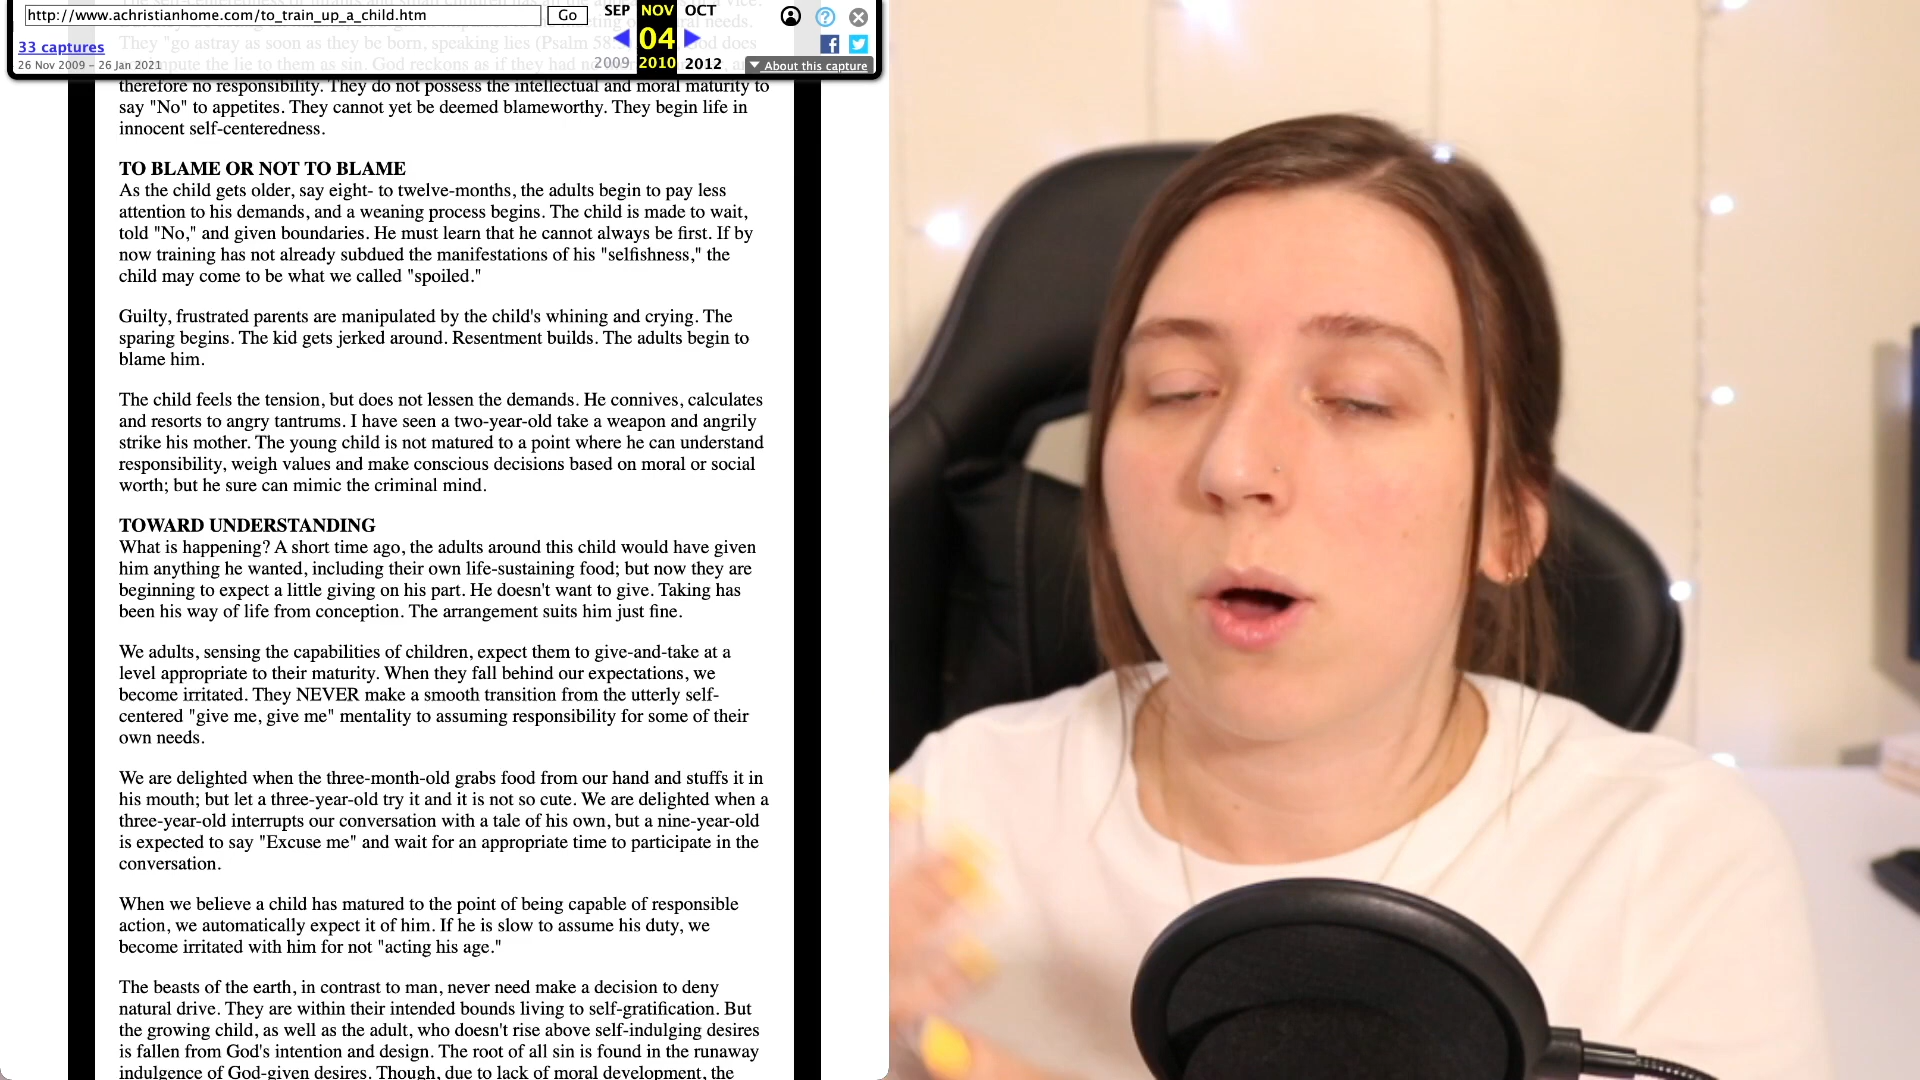 http://www.achristianhome.com/to_train_up_a_child.htm
Go
SEP NOV OCT
33 captures
04
26 Nov 2009 - 26 Jan 2021
2009 2010 2012
About this capture
therefore no responsibility. They do not possess the intellectual and moral maturity to
say "No" to appetites. They cannot yet be deemed blameworthy. They begin life in
innocent self-centeredness.
TO BLAME OR NOT TO BLAME
As the child gets older, say eight- to twelve-months, the adults begin to pay less
attention to his demands, and a weaning process begins. The child is made to wait,
told "No," and given boundaries. He must learn that he cannot always be first. If by
now training has not already subdued the manifestations of his "selfishness," the
child may come to be what we called "spoiled."
Guilty, frustrated parents are manipulated by the child's whining and crying. The
sparing begins. The kid gets jerked around. Resentment builds. The adults begin to
blame him.
The child feels the tension, but does not lessen the demands. He connives, calculates
and resorts to angry tantrums. I have seen a two-year-old take a weapon and angrily
strike his mother. The young child is not matured to a point where he can understand
responsibility, weigh values and make conscious decisions based on moral or social
worth; but he sure can mimic the criminal mind.
TOWARD UNDERSTANDING
What is happening? A short time ago, the adults around this child would have given
him anything he wanted, including their own life-sustaining food; but now they are
beginning to expect a little giving on his part. He doesn't want to give. Taking has
been his way of life from conception. The arrangement suits him just fine.
We adults, sensing the capabilities of children, expect them to give-and-take at a
level appropriate to their maturity. When they fall behind our expectations, we
become irritated. They NEVER make a smooth transition from the utterly self-
centered "give me, give me" mentality to assuming responsibility for some of their
own needs.
We are delighted when the three-month-old grabs food from our hand and stuffs it in
his mouth; but let a three-year-old try it and it is not so cute. We are delighted when a
three-year-old interrupts our conversation with a tale of his own, but a nine-year-old
is expected to say "Excuse me" and wait for an appropriate time to participate in the
conversation.
When we believe a child has matured to the point of being capable of responsible
action, we automatically expect it of him. If he is slow to assume his duty, we
become irritated with him for not "acting his age."
The beasts of the earth, in contrast to man, never need make a decision to deny
natural drive. They are within their intended bounds living to self-gratification. But
the growing child, as well as the adult, who doesn't rise above self-indulging desires
is fallen from God's intention and design. The root of all sin is found in the runaway
indulgence of God-given desires. Though, due to lack of moral development, the